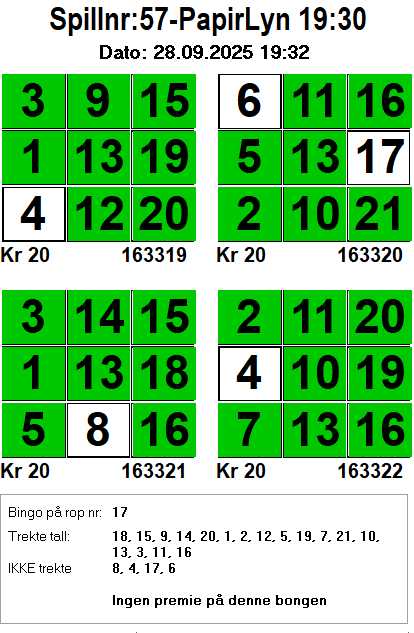 Spillnr:57-PapirLyn 19:30
Dato: 28.09.2025 19:32
3 9 15
1 13 19
4 12 20
Kr 20 163319
6 11 16
5 13 17
2 10 21
Kr 20 163320
3 14 15
1 13 18
5 8 16
Kr 20 163321
2 11 20
4 10 19
7 13 16
Kr 20 163322
Bingo på rop nr: 17
Trekte tall: 18, 15, 9, 14, 20, 1, 2, 12, 5, 19, 7, 21, 10,
13, 3, 11, 16
IKKE trekte 8, 4, 17, 6
Ingen premie på denne bongen